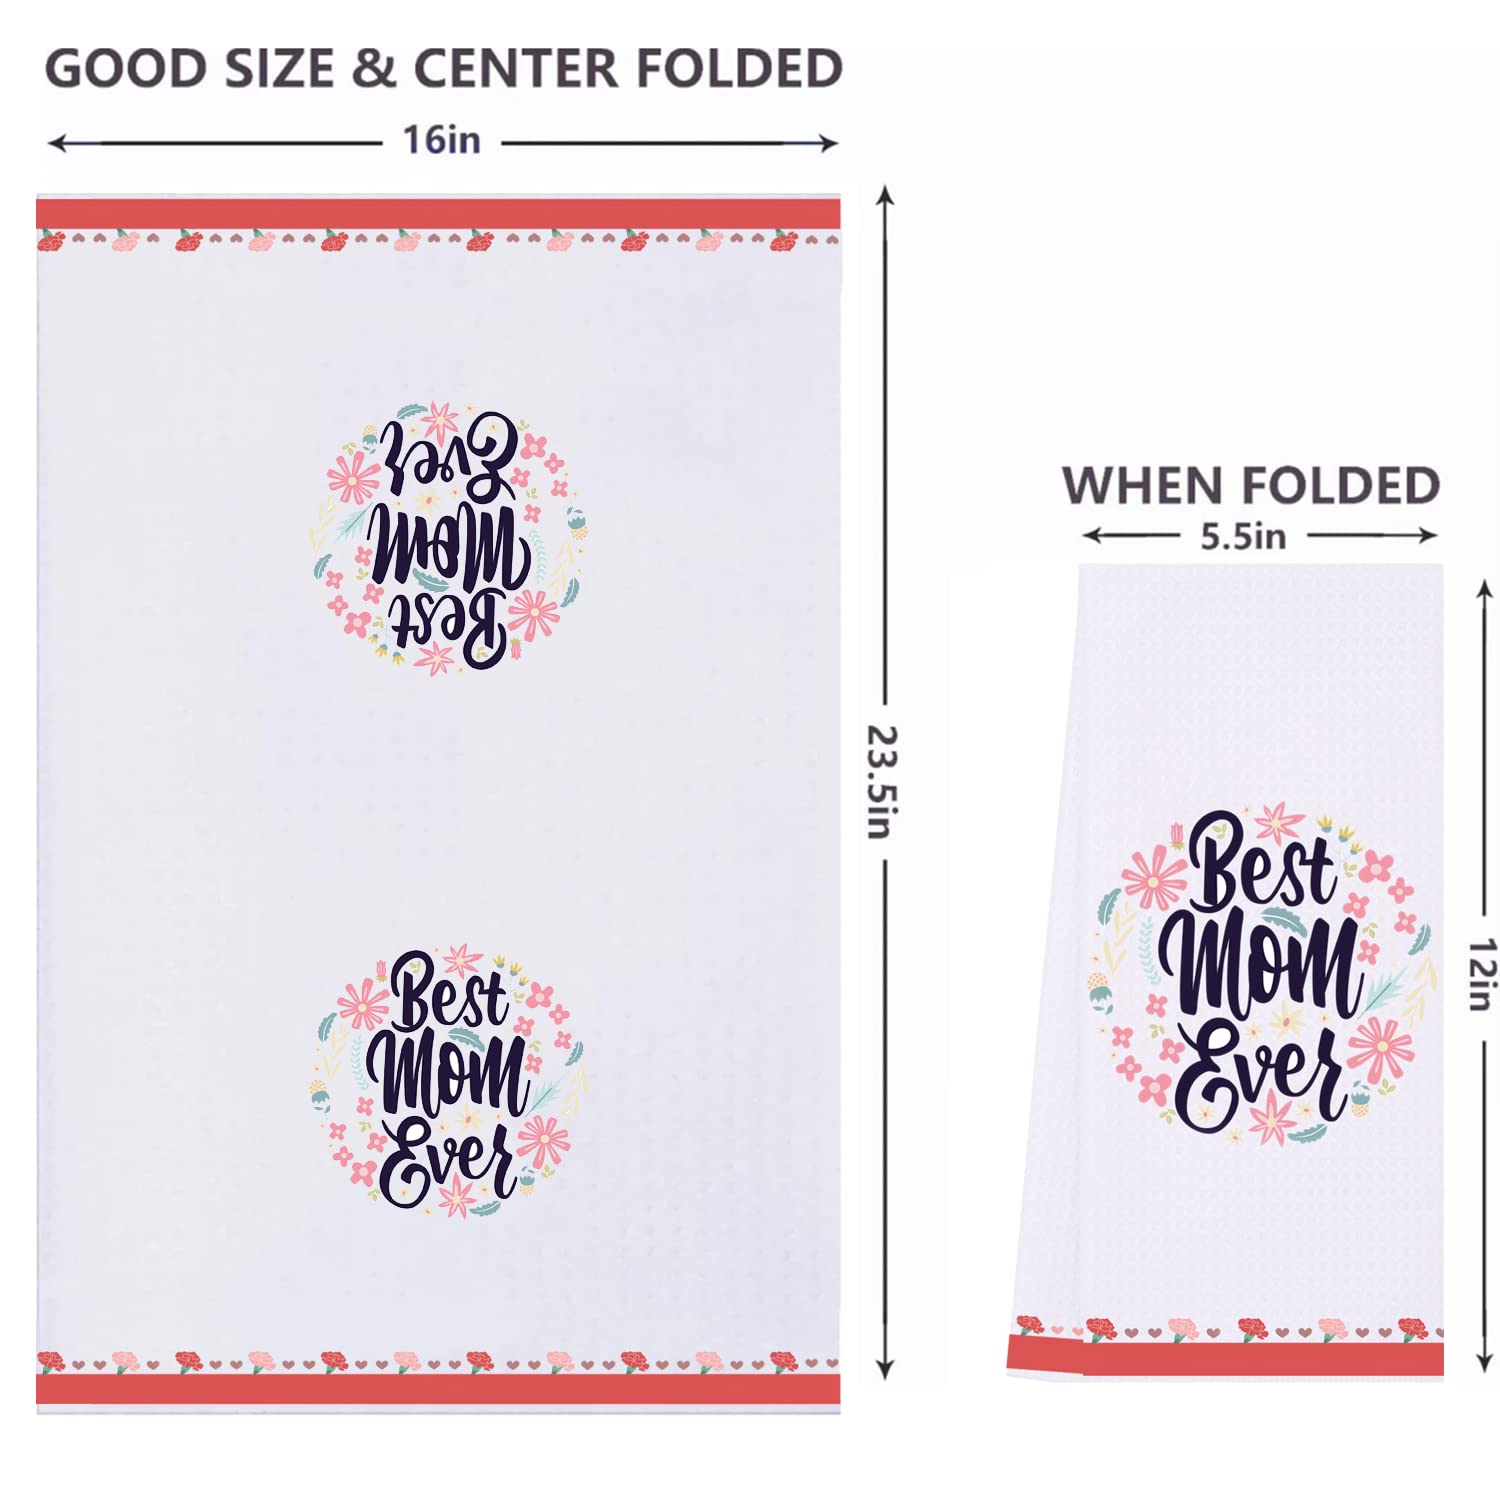 GOOD SIZE & CENTER FOLDED
16in
Best
Mom
Ever
23.5in
Best
Mom
Ever
WHEN FOLDED
5.5in
Best
Mom
Ever
12in